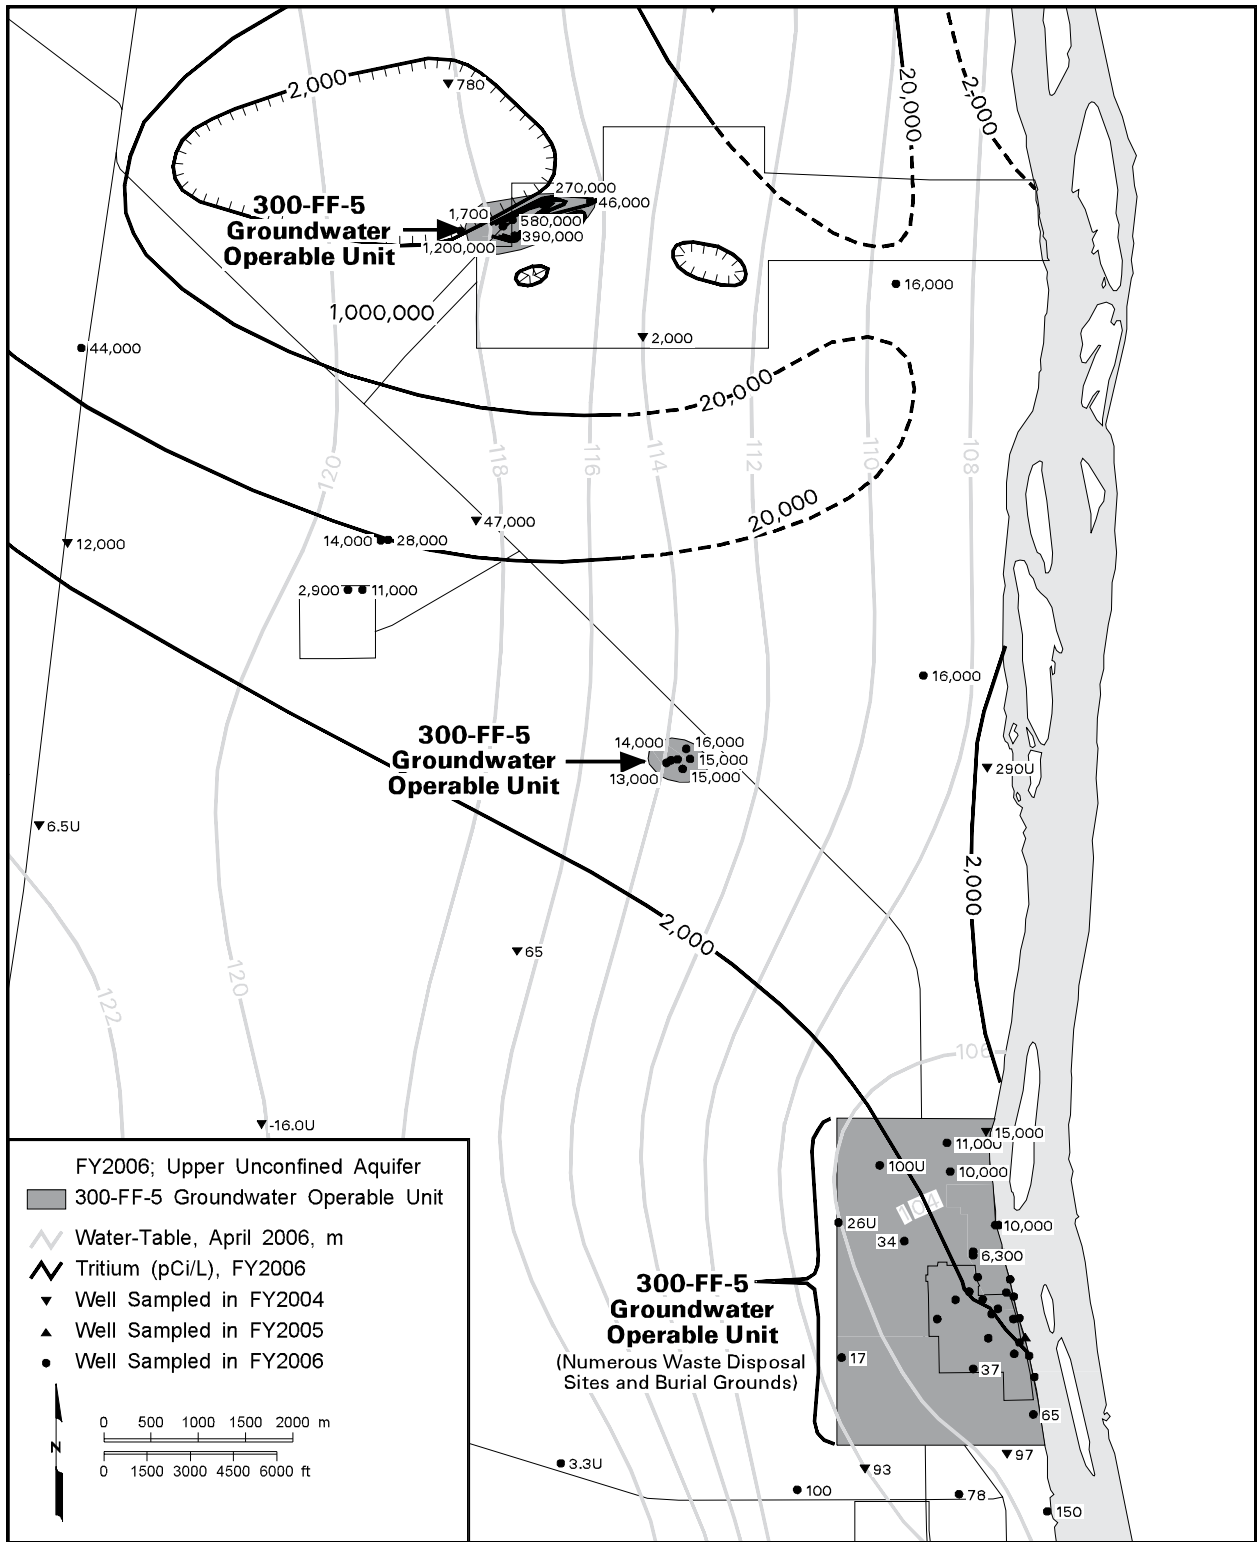 2,000
780
20,000
2,000
270,000
46,000
300-FF-5
Groundwater
Operable Unit
1,700
580,000
390,000
1,200,000
16,000
1,000,000
2,000
44,000
20,000
120
118
116
114
112
110
108
20,000
47,000
12,000
14,000
28,000
2,900
11,000
16,000
300-FF-5
Groundwater
Operable Unit
14,000
16,000
15,000
13,000
15,000
290U
6.5U
2,000
2,000
65
120
122
106
-16.0U
15,000
11,000
100U
10,000
104
26U
10,000
34
6,300
300-FF-5
Groundwater
Operable Unit
(Numerous Waste Disposal
Sites and Burial Grounds)
17
37
65
97
93
3.3U
100
78
150
FY2006; Upper Unconfined Aquifer
300-FF-5 Groundwater Operable Unit
Water-Table, April 2006, m
Tritium (pCi/L), FY2006
Well Sampled in FY2004
Well Sampled in FY2005
Well Sampled in FY2006
N
0 500 1000 1500 2000 m
0 1500 3000 4500 6000 ft